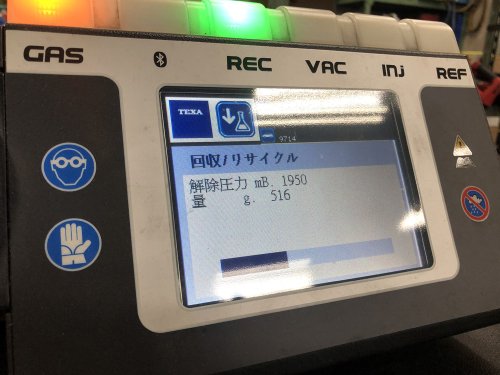 GAS REC VAC INJ REF
TEXA
9714
回収/リサイクル
解除圧力 mB. 1950
量 g. 516